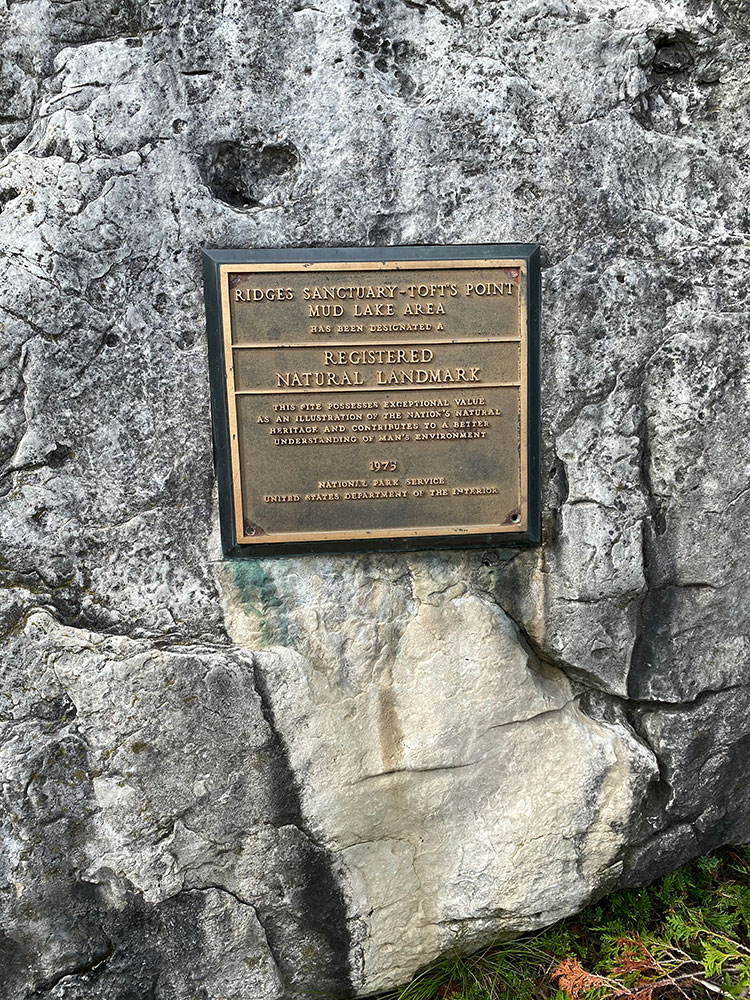 RIDGES SANCTUARY-TOFT'S POINT
MUD LAKE AREA
HAS BEEN DESIGNATED A
REGISTERED
NATURAL LANDMARK
THIS SITE POSSESSES EXCEPTIONAL VALUE
AS AN ILLUSTRATION OF THE NATION'S NATURAL
HERITAGE AND CONTRIBUTES TO A BETTER
UNDERSTANDING OF MAN'S ENVIRONMENT
1975
NATIONAL PARK SERVICE
UNITED STATES DEPARTMENT OF THE INTERIOR